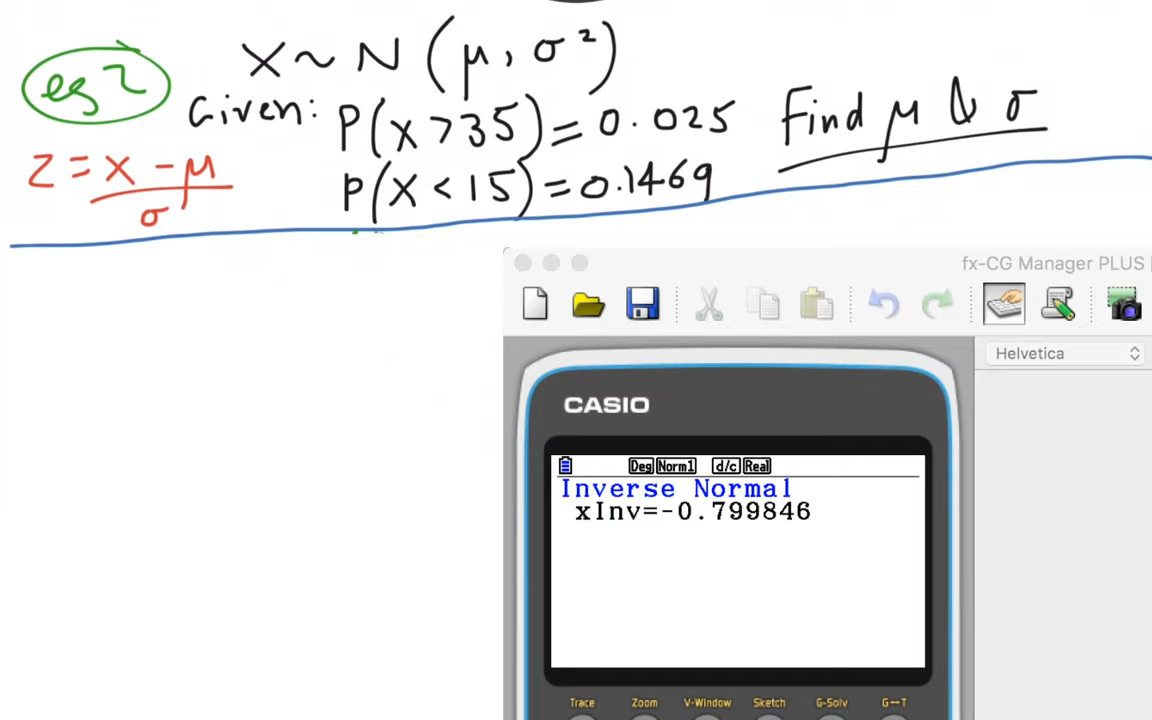 eg 2
X ~ N (μ, σ²)
Given: P(X > 35) = 0.025
Find μ & σ
Z = X - μ / σ
P(X < 15) = 0.1469
fx-CG Manager PLUS
Helvetica
CASIO
Deg Norm1 d/c Real
Inverse Normal
xInv=-0.799846
Trace Zoom V-Window Sketch G-Solv G↔T